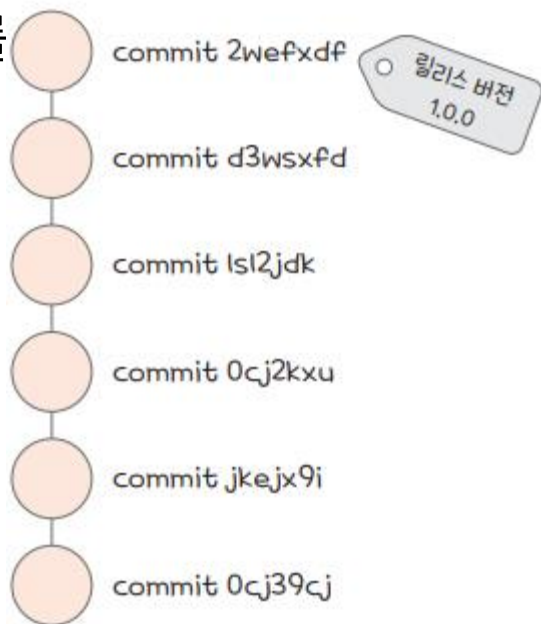 commit 2wefxdf
릴리스 버전
1.0.0
commit d3wsxfd
commit lsl2jdk
commit 0cj2kxu
commit jkejx9i
commit 0cj39cj